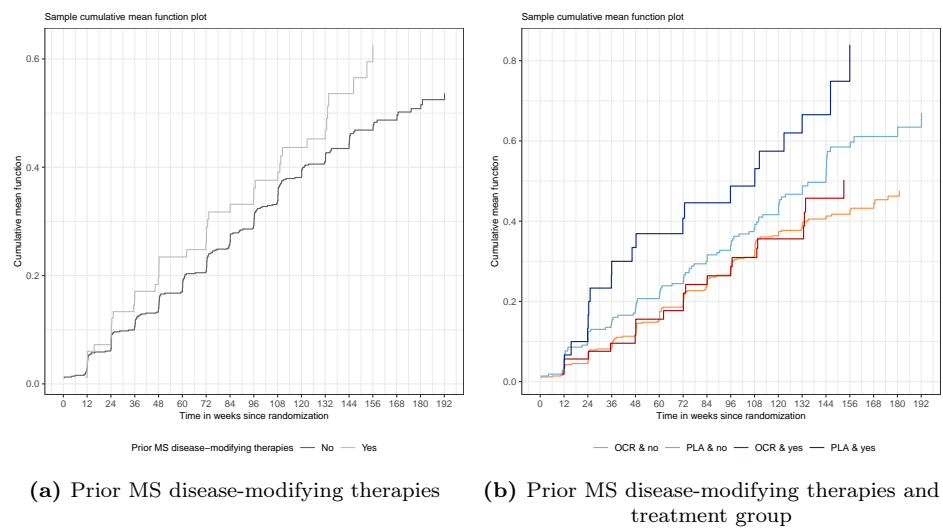 Sample cumulative mean function plot
0.6
0.4
0.2
0.0
Cumulative mean function
0 12 24 36 48 60 72 84 96 108 120 132 144 156 168 180 192
Time in weeks since randomization
Prior MS disease−modifying therapies No Yes
(a) Prior MS disease-modifying therapies
Sample cumulative mean function plot
0.8
0.6
0.4
0.2
0.0
Cumulative mean function
0 12 24 36 48 60 72 84 96 108 120 132 144 156 168 180 192
Time in weeks since randomization
OCR & no PLA & no OCR & yes PLA & yes
(b) Prior MS disease-modifying therapies and
treatment group